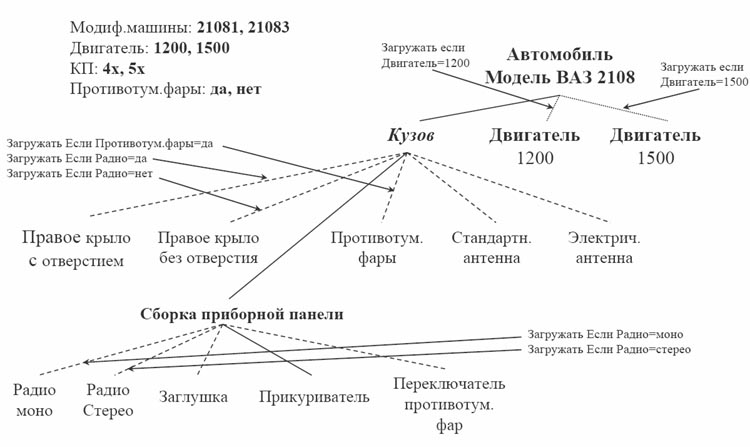 Модиф.машины: 21081, 21083
Двигатель: 1200, 1500
КП: 4х, 5х
Противотум.фары: да, нет
Загружать если
Двигатель=1200
Автомобиль
Модель ВАЗ 2108
Загружать если
Двигатель=1500
Загружать Если Противотум.фары=да
Загружать Если Радио=да
Загружать Если Радио=нет
Кузов
Двигатель
1200
Двигатель
1500
Правое крыло
с отверстием
Правое крыло
без отверстия
Противотум.
фары
Стандартн.
антенна
Электрич.
антенна
Сборка приборной панели
Загружать Если Радио=моно
Загружать Если Радио=стерео
Радио
моно
Радио
Стерео
Заглушка
Прикуриватель
Переключатель
противотум.
фар